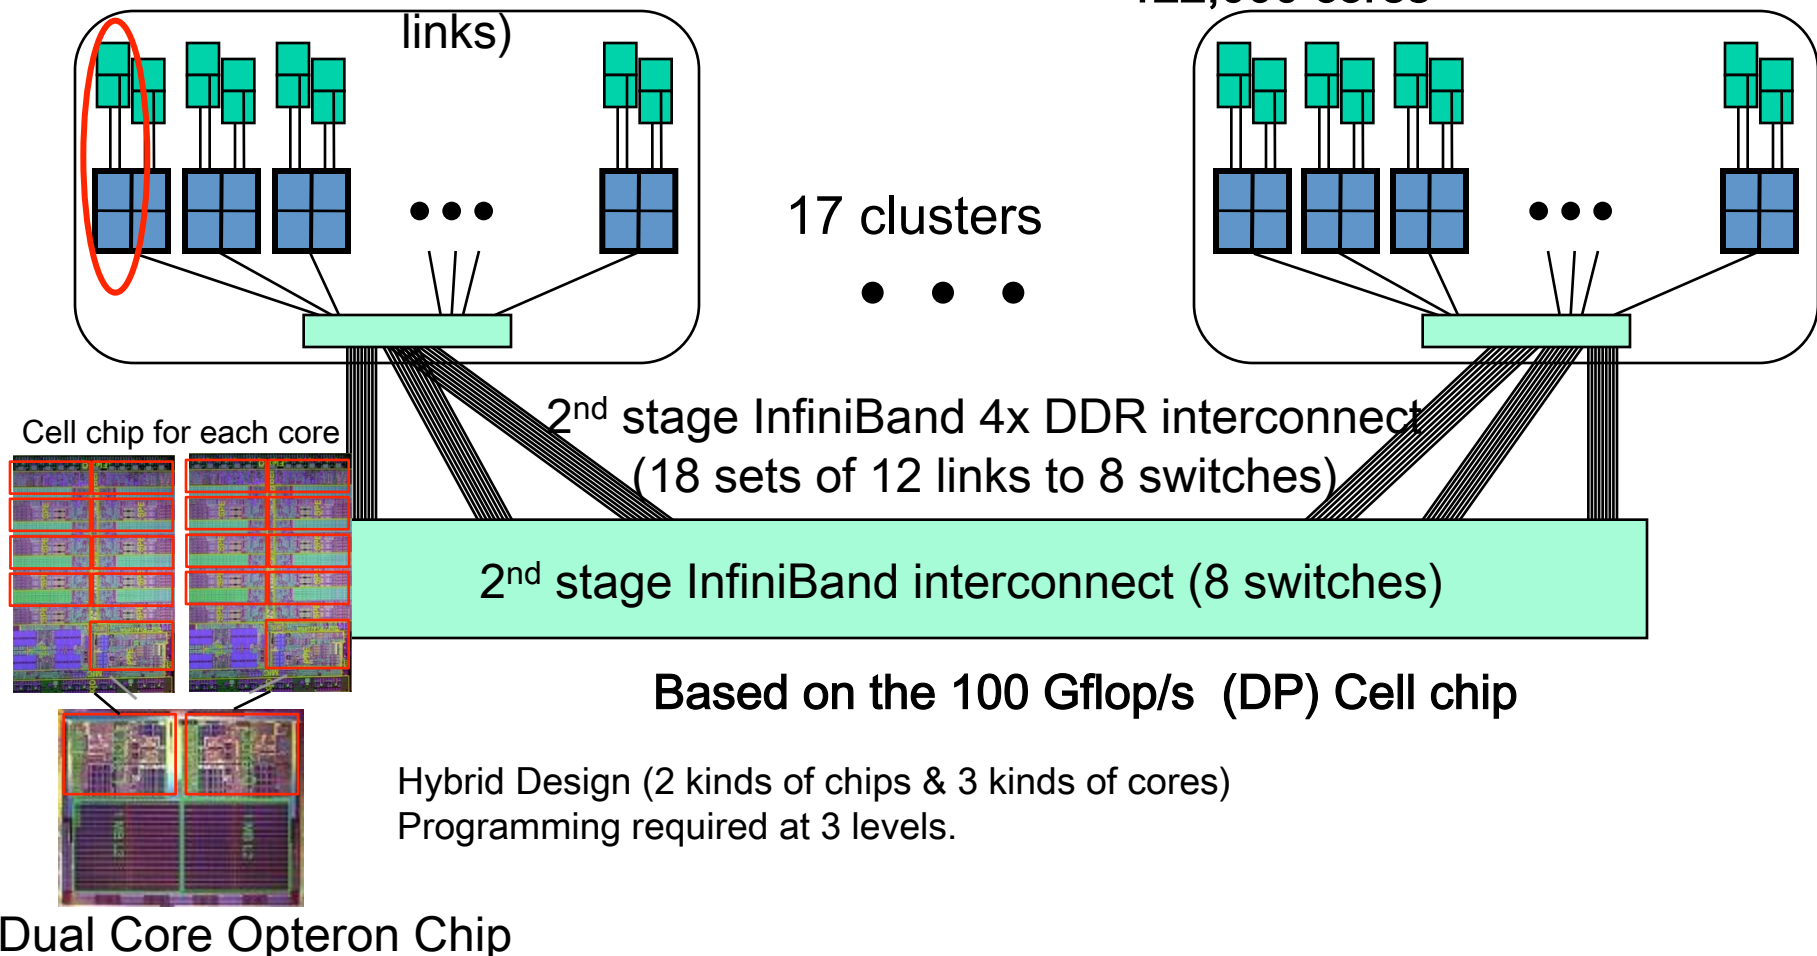 links)
17 clusters
2nd stage InfiniBand 4x DDR interconnect
(18 sets of 12 links to 8 switches)
Cell chip for each core
2nd stage InfiniBand interconnect (8 switches)
Based on the 100 Gflop/s (DP) Cell chip
Hybrid Design (2 kinds of chips & 3 kinds of cores)
Programming required at 3 levels.
Dual Core Opteron Chip